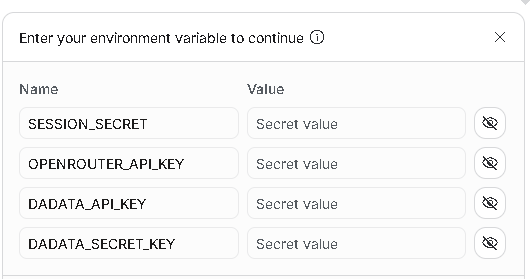 Enter your environment variable to continue
Name Value
SESSION_SECRET Secret value
OPENROUTER_API_KEY Secret value
DADATA_API_KEY Secret value
DADATA_SECRET_KEY Secret value